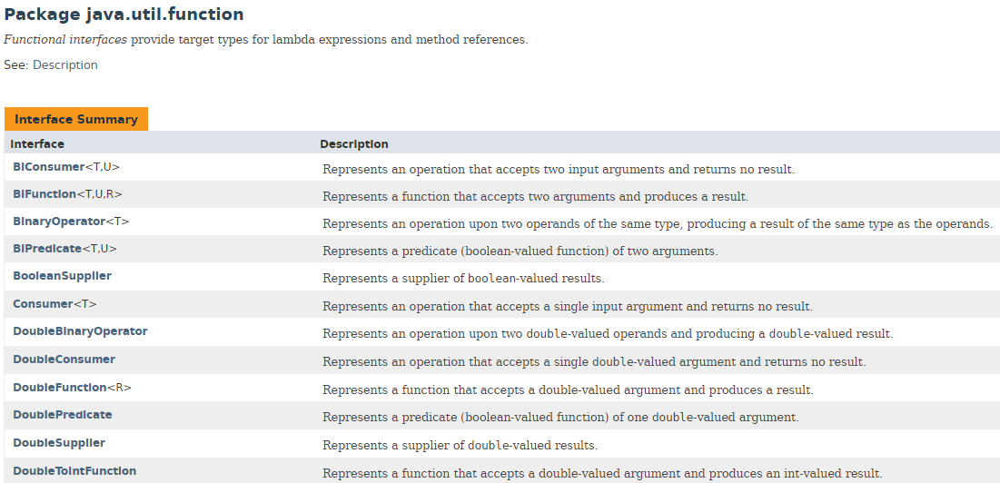 Package java.util.function
Functional interfaces provide target types for lambda expressions and method references.
See: Description
Interface Summary
Interface Description
BiConsumer<T,U> Represents an operation that accepts two input arguments and returns no result.
BiFunction<T,U,R> Represents a function that accepts two arguments and produces a result.
BinaryOperator<T> Represents an operation upon two operands of the same type, producing a result of the same type as the operands.
BiPredicate<T,U> Represents a predicate (boolean-valued function) of two arguments.
BooleanSupplier Represents a supplier of boolean-valued results.
Consumer<T> Represents an operation that accepts a single input argument and returns no result.
DoubleBinaryOperator Represents an operation upon two double-valued operands and producing a double-valued result.
DoubleConsumer Represents an operation that accepts a single double-valued argument and returns no result.
DoubleFunction<R> Represents a function that accepts a double-valued argument and produces a result.
DoublePredicate Represents a predicate (boolean-valued function) of one double-valued argument.
DoubleSupplier Represents a supplier of double-valued results.
DoubleToIntFunction Represents a function that accepts a double-valued argument and produces an int-valued result.